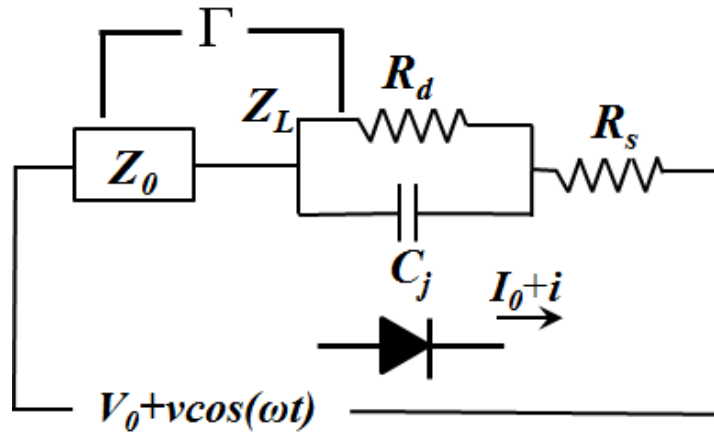 Γ
Z_L
R_d
R_s
Z_0
C_j
I_0+i
V_0+vcos(ωt)